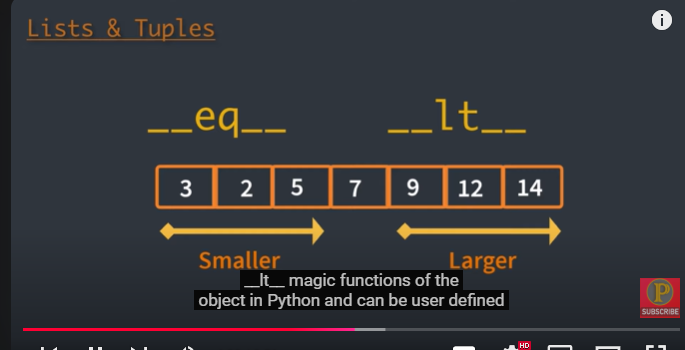 Lists & Tuples
__eq__ __lt__
3 2 5 7 9 12 14
Smaller Larger
__lt__ magic functions of the
object in Python and can be user defined
P
SUBSCRIBE
HD